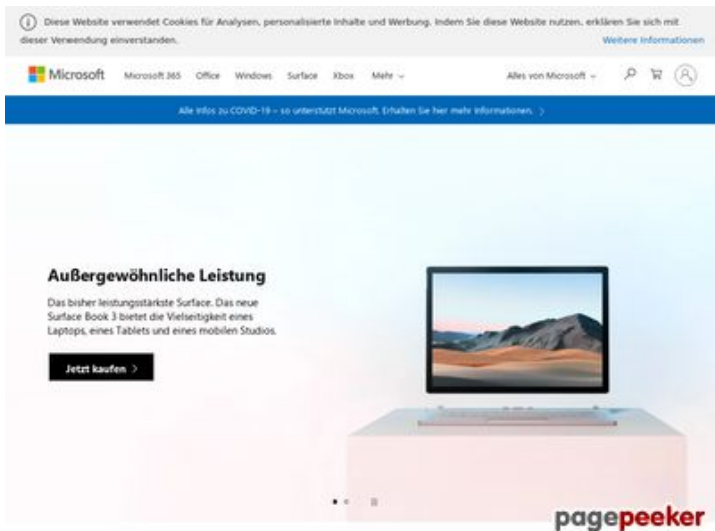 Diese Website verwendet Cookies für Analysen, personalisierte Inhalte und Werbung. Indem Sie diese Website nutzen, erklären Sie sich mit
dieser Verwendung einverstanden.
Weitere Informationen
Microsoft Microsoft 365 Office Windows Surface Xbox Mehr Alles von Microsoft
Alle Infos zu COVID-19 – so unterstützt Microsoft. Erhalten Sie hier mehr Informationen.
Außergewöhnliche Leistung
Das bisher leistungsstärkste Surface. Das neue
Surface Book 3 bietet die Vielseitigkeit eines
Laptops, eines Tablets und eines mobilen Studios.
Jetzt kaufen
pagepeeker